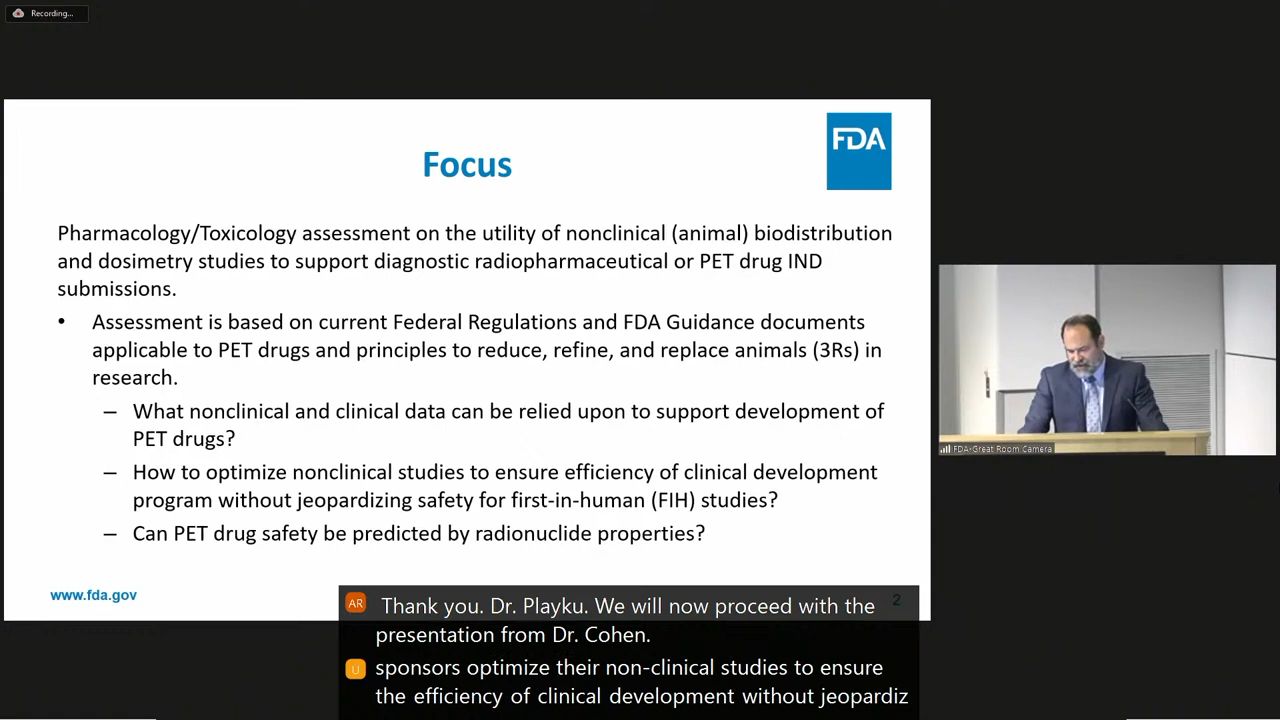 Recording...
FDA
Focus
Pharmacology/Toxicology assessment on the utility of nonclinical (animal) biodistribution
and dosimetry studies to support diagnostic radiopharmaceutical or PET drug IND
submissions.
• Assessment is based on current Federal Regulations and FDA Guidance documents
applicable to PET drugs and principles to reduce, refine, and replace animals (3Rs) in
research.
– What nonclinical and clinical data can be relied upon to support development of
PET drugs?
– How to optimize nonclinical studies to ensure efficiency of clinical development
program without jeopardizing safety for first-in-human (FIH) studies?
– Can PET drug safety be predicted by radionuclide properties?
www.fda.gov
2
AR Thank you. Dr. Playku. We will now proceed with the
presentation from Dr. Cohen.
U sponsors optimize their non-clinical studies to ensure
the efficiency of clinical development without jeopardiz
FDA-Great Room Camera